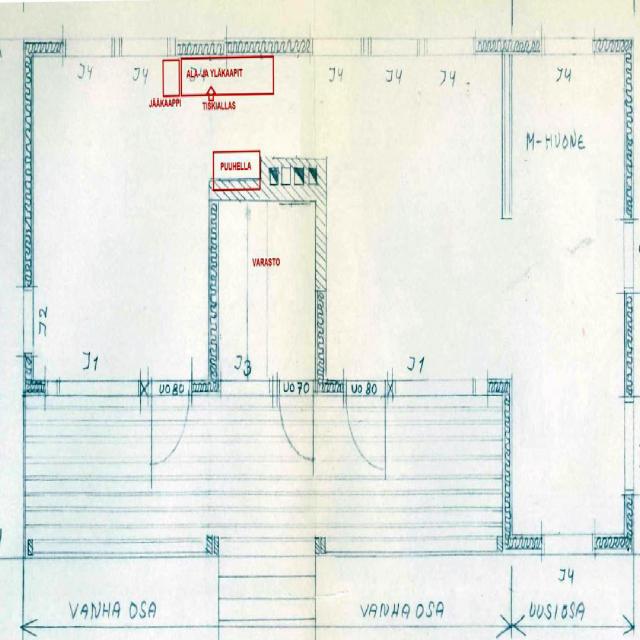 J4 J4 J4 J4 J4 J4 J4
ALA- JA YLÄKAAPIT
JÄÄKAAPPI
TISKIALLAS
M-HUONE
PUUHELLA
VARASTO
J2
J1 J3 J1
UO80 UO70 UO80
J4
VANHA OSA VANHA OSA UUSI OSA